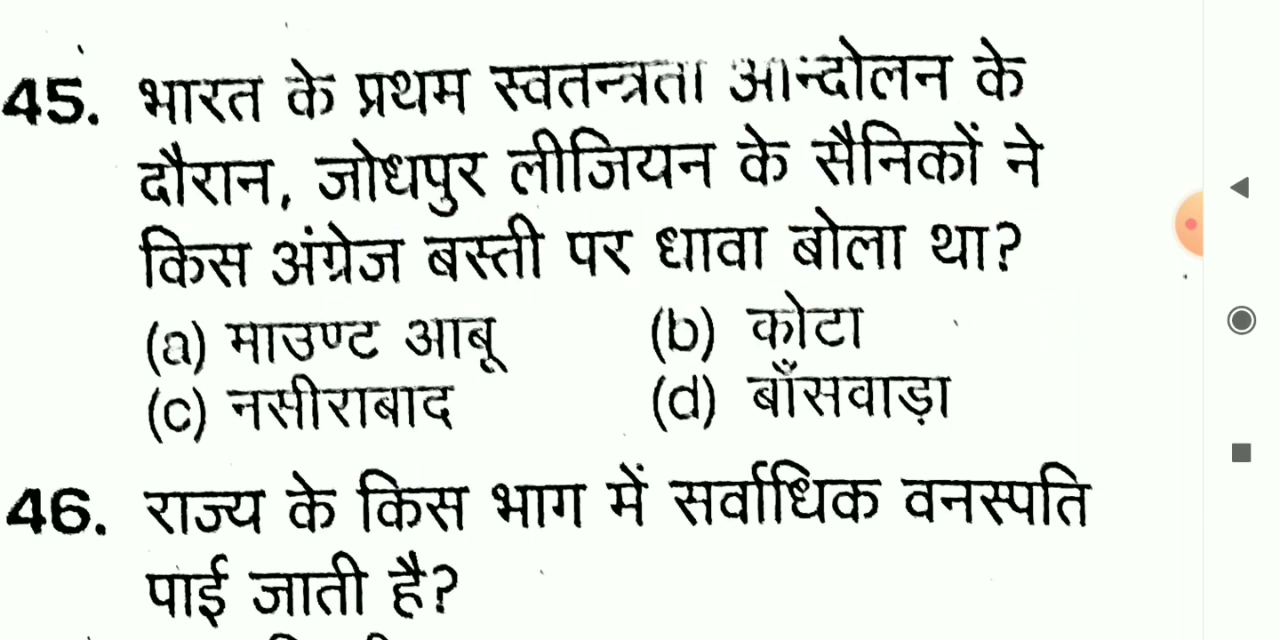 45. भारत के प्रथम स्वतन्त्रता आन्दोलन के
दौरान, जोधपुर लीजियन के सैनिकों ने
किस अंग्रेज बस्ती पर धावा बोला था?
(a) माउण्ट आबू (b) कोटा
(c) नसीराबाद (d) बाँसवाड़ा
46. राज्य के किस भाग में सर्वाधिक वनस्पति
पाई जाती है?